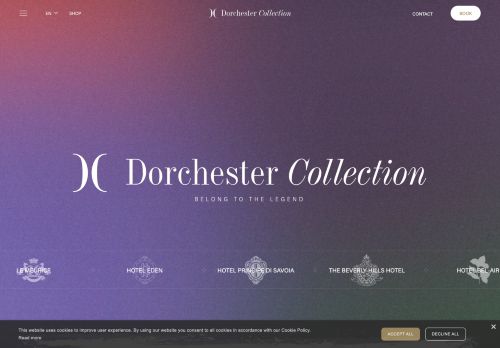 EN SHOP Dorchester Collection CONTACT BOOK
Dorchester Collection
BELONG TO THE LEGEND
LE MEURICE HOTEL EDEN HOTEL PRINCIPE DI SAVOIA THE BEVERLY HILLS HOTEL HOTEL BEL AIR
This website uses cookies to improve user experience. By using our website you consent to all cookies in accordance with our Cookie Policy.
Read more
ACCEPT ALL DECLINE ALL